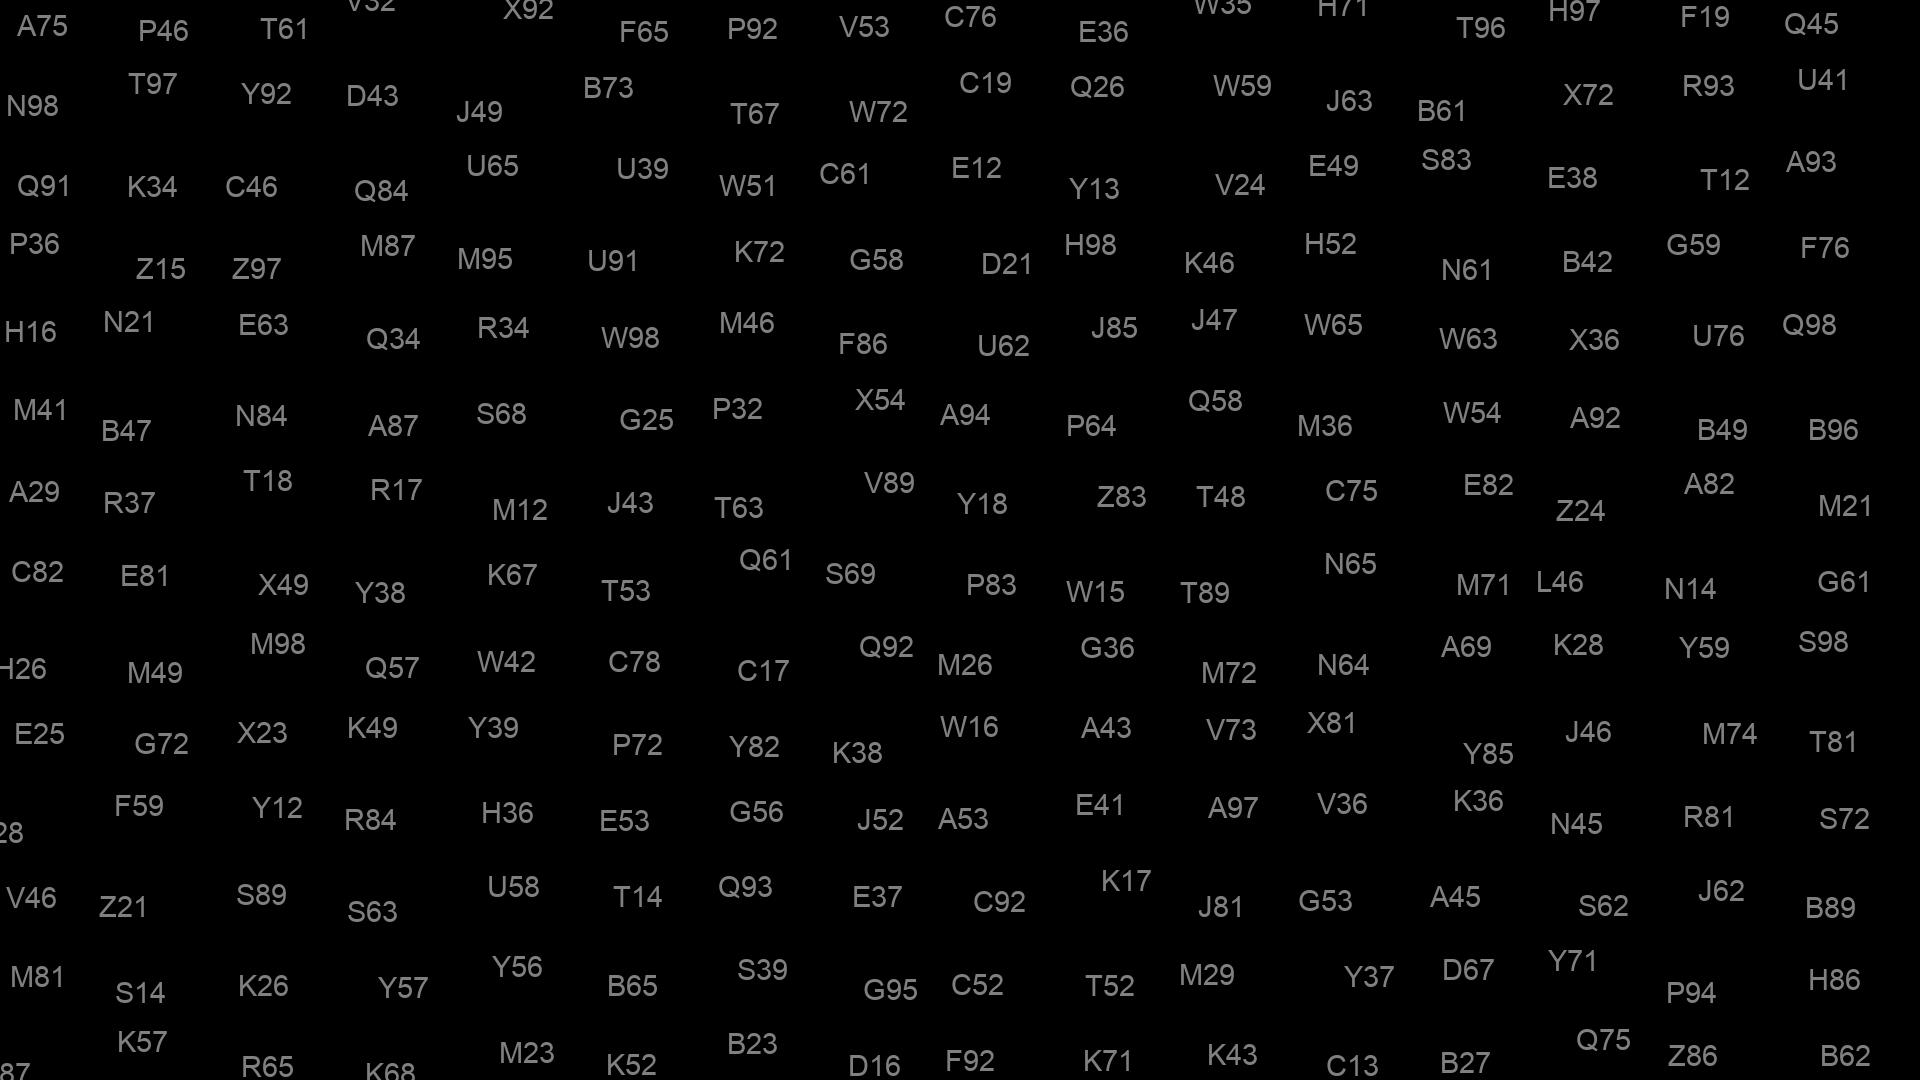 A75 P46 T61 V32 X92 F65 P92 V53 C76 E36 W35 H71 T96 H97 F19 Q45
N98 T97 Y92 D43 J49 B73 T67 W72 C19 Q26 W59 J63 B61 X72 R93 U41
Q91 K34 C46 Q84 U65 U39 W51 C61 E12 Y13 V24 E49 S83 E38 T12 A93
P36 Z15 Z97 M87 M95 U91 K72 G58 D21 H98 K46 H52 N61 B42 G59 F76
H16 N21 E63 Q34 R34 W98 M46 F86 U62 J85 J47 W65 W63 X36 U76 Q98
M41 B47 N84 A87 S68 G25 P32 X54 A94 P64 Q58 M36 W54 A92 B49 B96
A29 R37 T18 R17 M12 J43 T63 V89 Y18 Z83 T48 C75 E82 Z24 A82 M21
C82 E81 X49 Y38 K67 T53 Q61 S69 P83 W15 T89 N65 M71 L46 N14 G61
H26 M49 M98 Q57 W42 C78 C17 Q92 M26 G36 M72 N64 A69 K28 Y59 S98
E25 G72 X23 K49 Y39 P72 Y82 K38 W16 A43 V73 X81 Y85 J46 M74 T81
28 F59 Y12 R84 H36 E53 G56 J52 A53 E41 A97 V36 K36 N45 R81 S72
V46 Z21 S89 S63 U58 T14 Q93 E37 C92 K17 J81 G53 A45 S62 J62 B89
M81 S14 K26 Y57 Y56 B65 S39 G95 C52 T52 M29 Y37 D67 Y71 P94 H86
87 K57 R65 K68 M23 K52 B23 D16 F92 K71 K43 C13 B27 Q75 Z86 B62